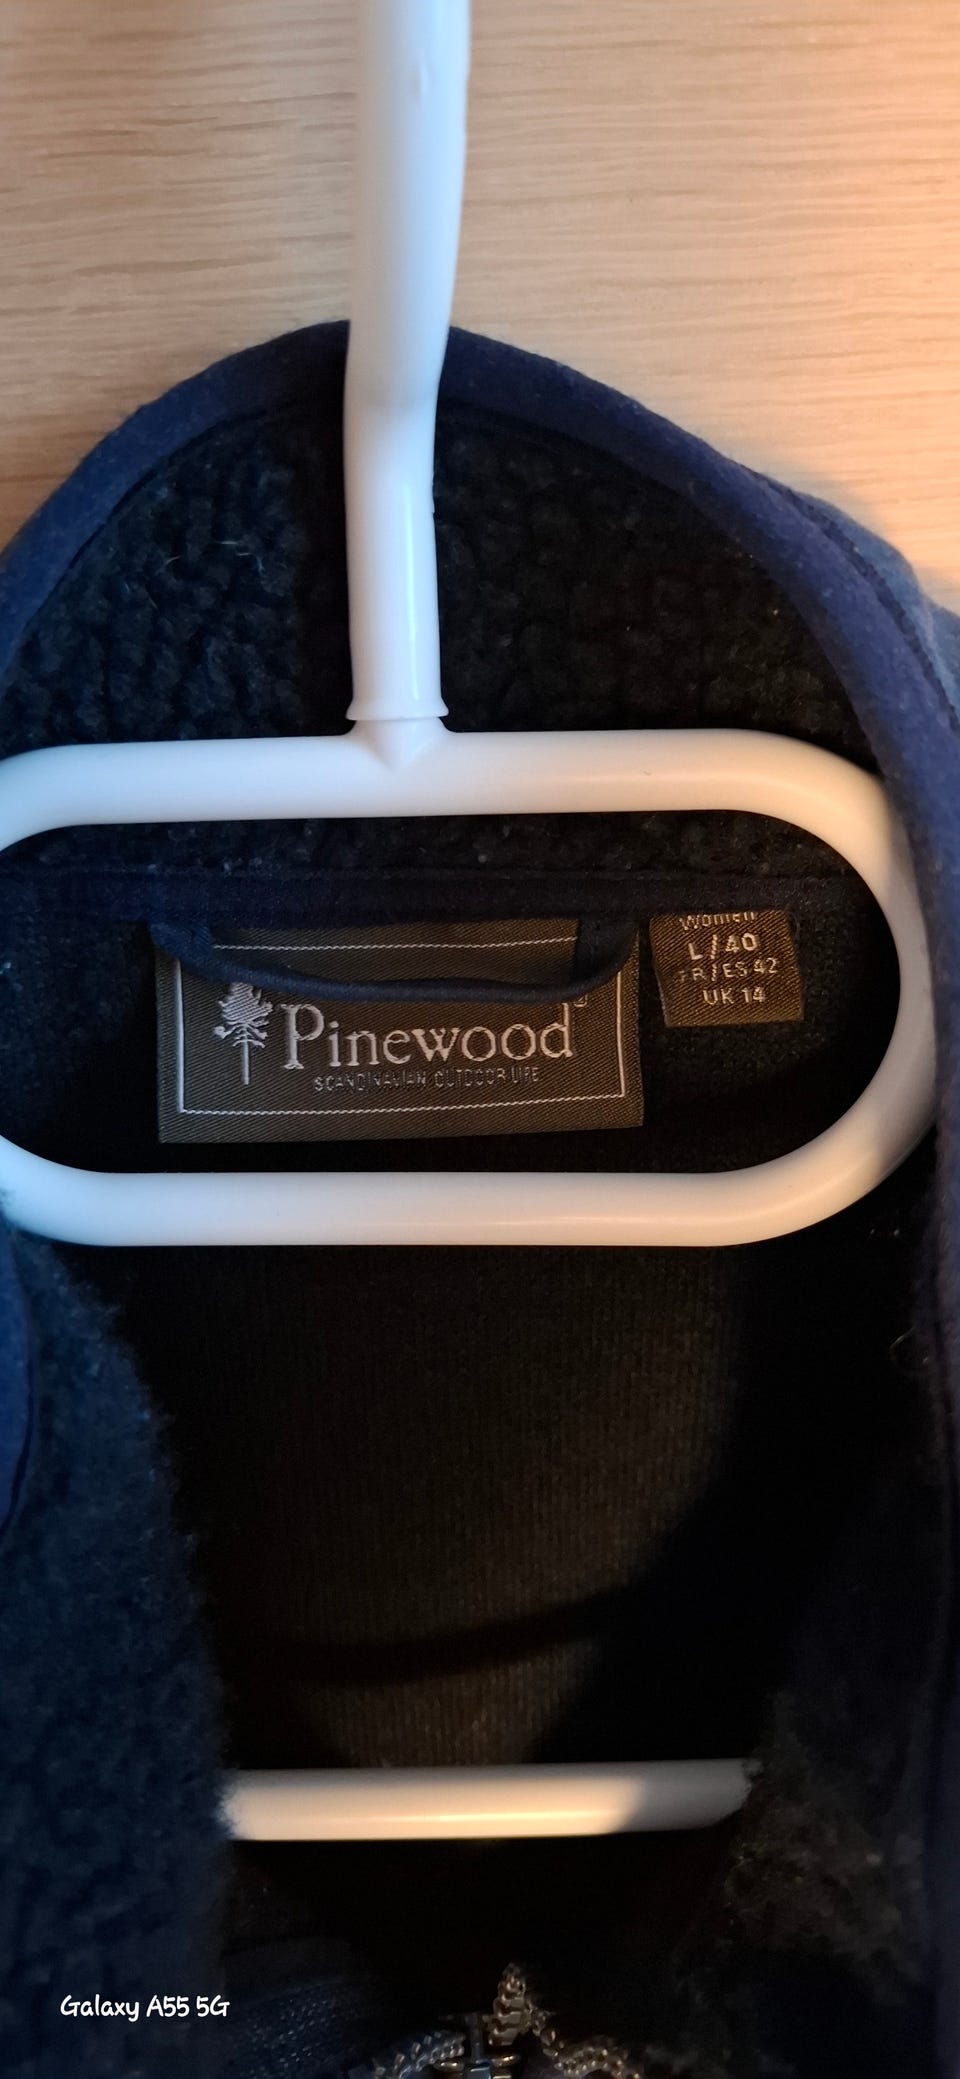 Women
L/40
FR/ES 42
UK 14
Pinewood
SCANDINAVIAN OUTDOOR LIFE
Galaxy A55 5G